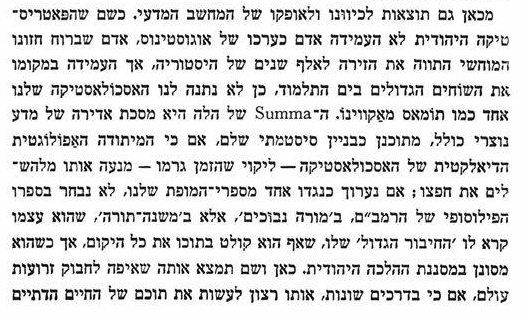 מכאן גם תוצאות לכיוונו ולאופקו של המחשב המדעי. כשם שהפאטריס־
טיקה היהודית לא העמידה אדם כערכו של אוגוסטינוס, אדם שברוח חזונו
המוחשי התווה את הזירה לאלף שנים של היסטוריה, אך העמידה במקומו
את השוחים הגדולים בים התלמוד, כן לא נתנה לנו האסכולאסטיקה שלנו
אחד כמו תומאס מאקווינו. ה־Summa של הלה היא מסכת אדירה של מדע
נוצרי כולל, מתוכנן כבניין סיסטמתי שלם, אם כי המיתודה האפולוגטית
הדיאלקטית של האסכולאסטיקה — ליקוי שהזמן גרמו — מנעה אותו מלהש־
לים את חפצו; אם נערוך כנגדו אחד מספרי־המופת שלנו, לא נבחר בספרו
הפילוסופי של הרמב״ם, ב׳מורה נבוכים׳, אלא ב׳משנה־תורה׳, שהוא עצמו
קרא לו ׳החיבור הגדול׳ שלו, שאף הוא קולט בתוכו את כל היקום, אך כשהוא
מסונן במסננת ההלכה היהודית. כאן ושם תמצא אותה שאיפה לחבוק זרועות
עולם, אם כי בדרכים שונות, אותו רצון לעשות את תוכם של החיים הדתיים